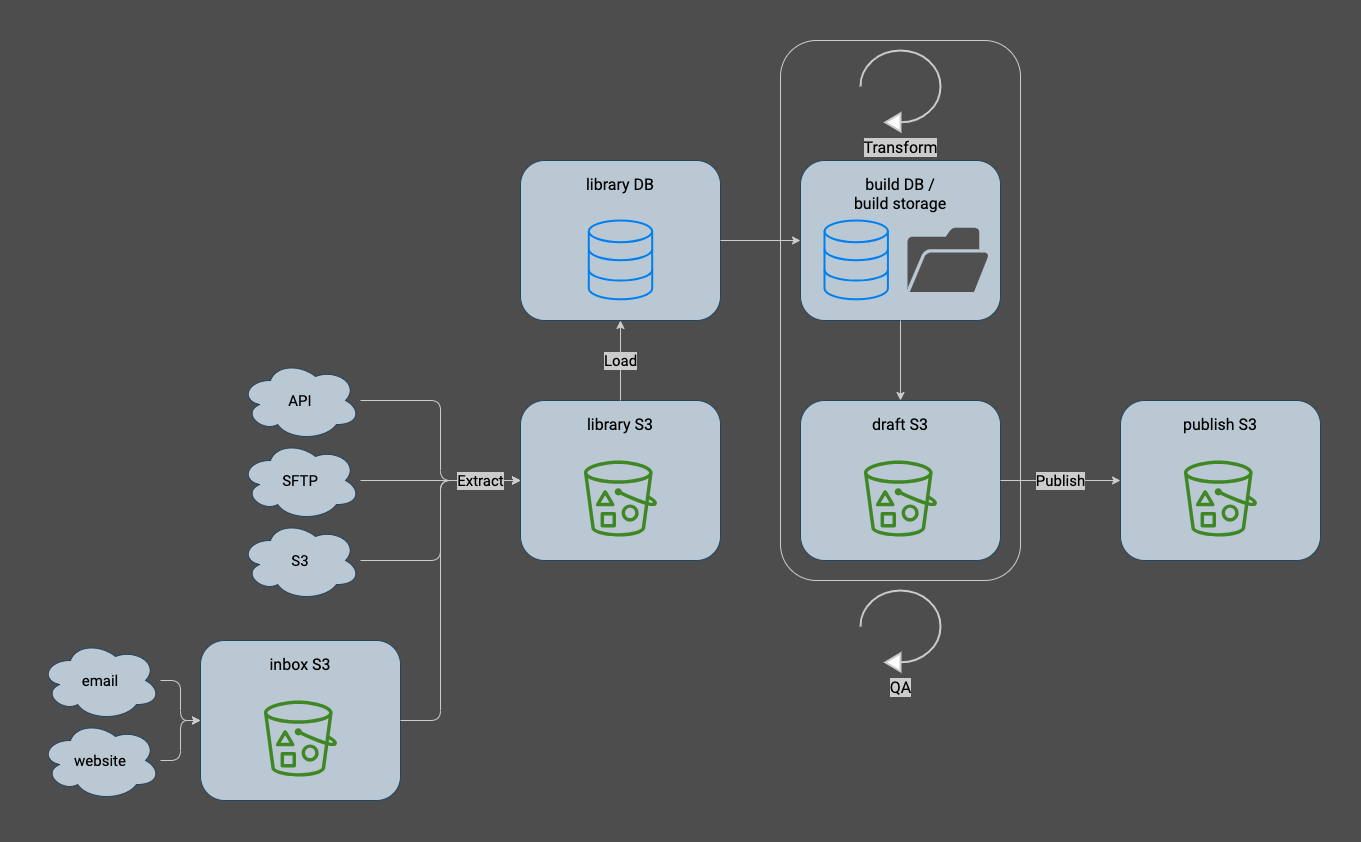 Transform
library DB
build DB /
build storage
Load
API
SFTP
S3
Extract
library S3
draft S3
Publish
publish S3
QA
email
website
inbox S3